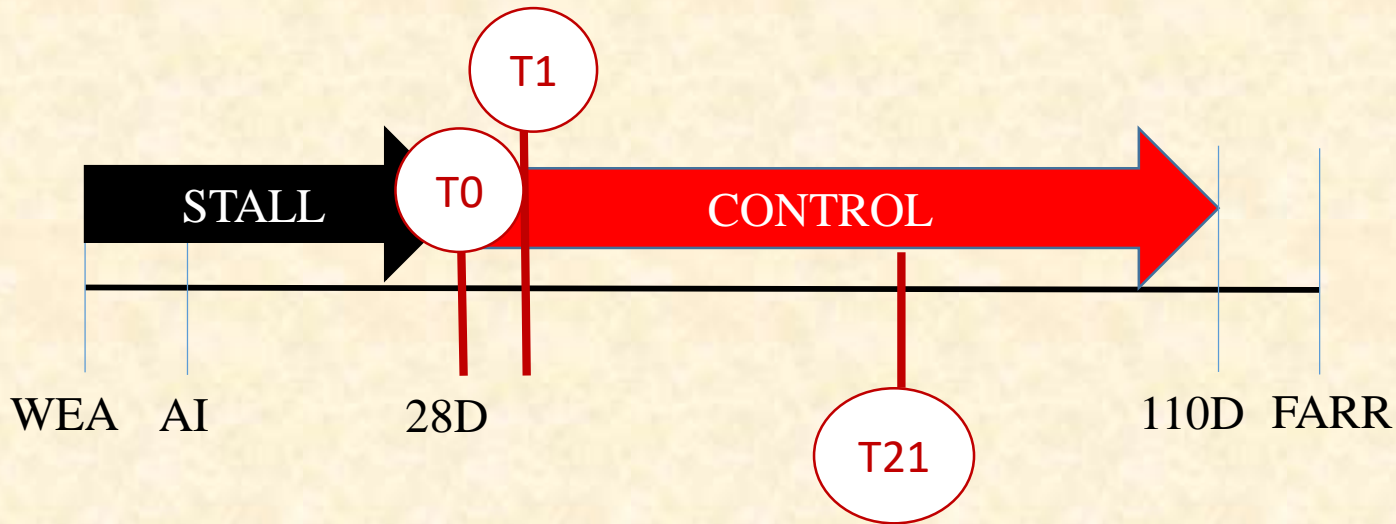 T1
T0
STALL
CONTROL
WEA
AI
28D
110D
FARR
T21